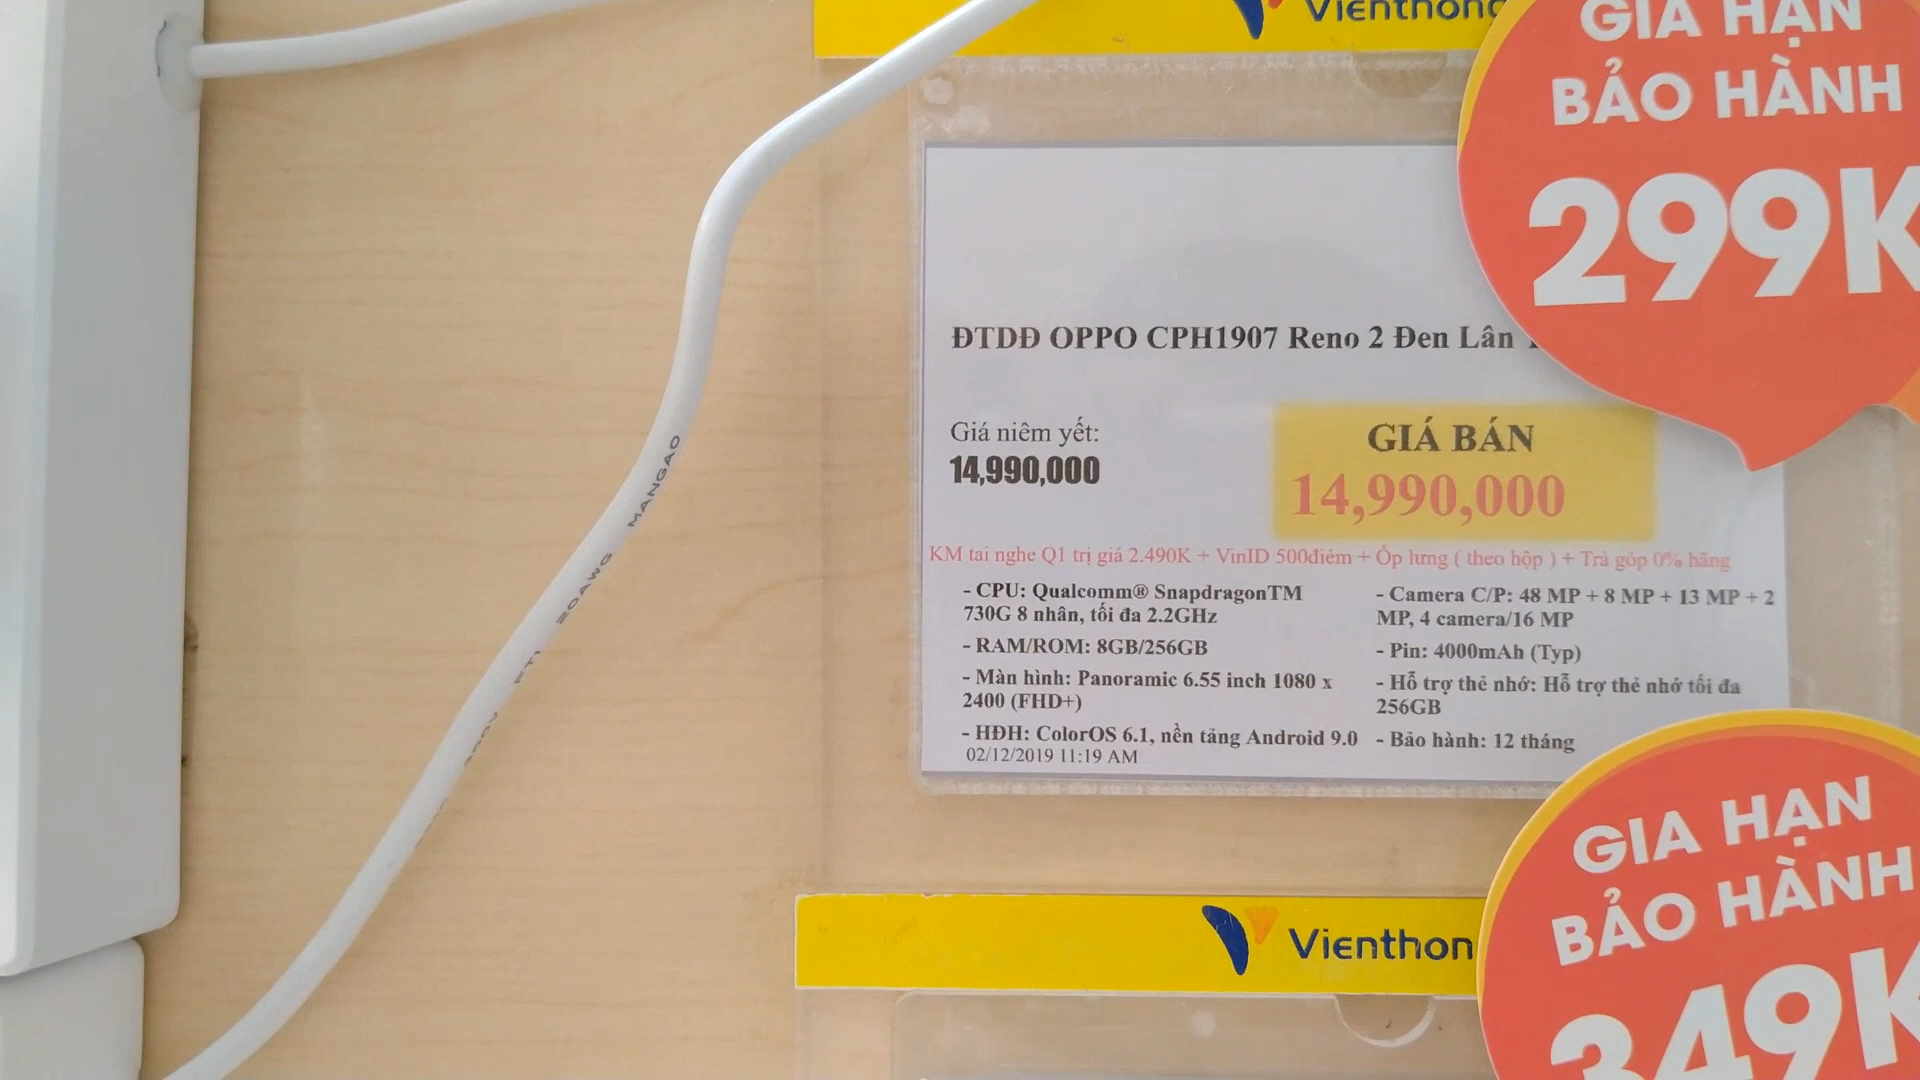 Vienthong
GIA HẠN
BẢO HÀNH
299K
ĐTDĐ OPPO CPH1907 Reno 2 Đen Lân
Giá niêm yết:
14,990,000
GIÁ BÁN
14,990,000
KM tai nghe Q1 trị giá 2.490K + VinID 500điểm + Ốp lưng ( theo hộp ) + Trả góp 0% hãng
- CPU: Qualcomm® SnapdragonTM
730G 8 nhân, tối đa 2.2GHz
- RAM/ROM: 8GB/256GB
- Màn hình: Panoramic 6.55 inch 1080 x
2400 (FHD+)
- HĐH: ColorOS 6.1, nền tảng Android 9.0
02/12/2019 11:19 AM
- Camera C/P: 48 MP + 8 MP + 13 MP + 2
MP, 4 camera/16 MP
- Pin: 4000mAh (Typ)
- Hỗ trợ thẻ nhớ: Hỗ trợ thẻ nhớ tối đa
256GB
- Bảo hành: 12 tháng
20AWG MANGAO
Vienthon
GIA HẠN
BẢO HÀNH
349K